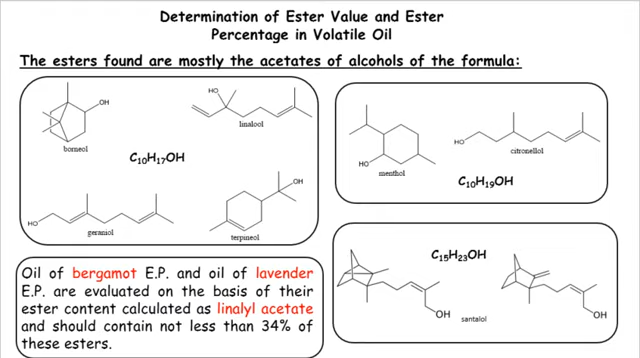 Determination of Ester Value and Ester
Percentage in Volatile Oil
The esters found are mostly the acetates of alcohols of the formula:
OH
borneol
HO
linalool
C₁₀H₁₇OH
HO
geraniol
OH
terpineol
HO
menthol
HO
citronellol
C₁₀H₁₉OH
C₁₅H₂₃OH
OH
santalol
OH
Oil of bergamot E.P. and oil of lavender
E.P. are evaluated on the basis of their
ester content calculated as linalyl acetate
and should contain not less than 34% of
these esters.